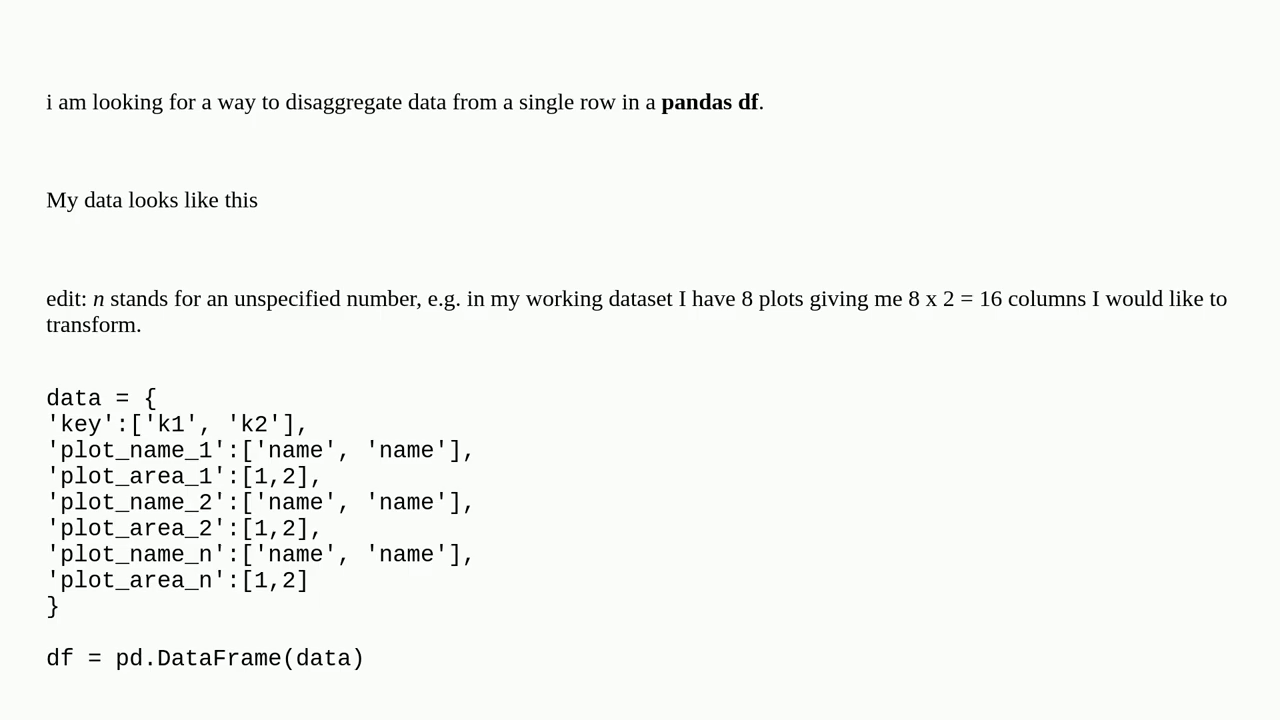 i am looking for a way to disaggregate data from a single row in a pandas df.
My data looks like this
edit: n stands for an unspecified number, e.g. in my working dataset I have 8 plots giving me 8 x 2 = 16 columns I would like to
transform.
data = {
'key':['k1', 'k2'],
'plot_name_1':['name', 'name'],
'plot_area_1':[1,2],
'plot_name_2':['name', 'name'],
'plot_area_2':[1,2],
'plot_name_n':['name', 'name'],
'plot_area_n':[1,2]
}
df = pd.DataFrame(data)